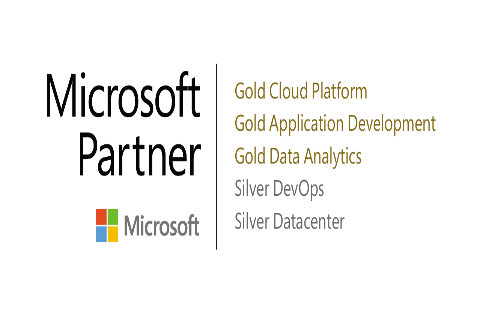 Microsoft
Partner
Microsoft
Gold Cloud Platform
Gold Application Development
Gold Data Analytics
Silver DevOps
Silver Datacenter